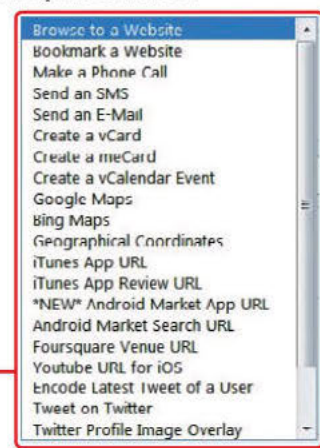 Browse to a Website
Bookmark a Website
Make a Phone Call
Send an SMS
Send an E-Mail
Create a vCard
Create a meCard
Create a vCalendar Event
Google Maps
Bing Maps
Geographical Coordinates
iTunes App URL
iTunes App Review URL
*NEW* Android Market App URL
Android Market Search URL
Foursquare Venue URL
Youtube URL for iOS
Encode Latest Tweet of a User
Tweet on Twitter
Twitter Profile Image Overlay